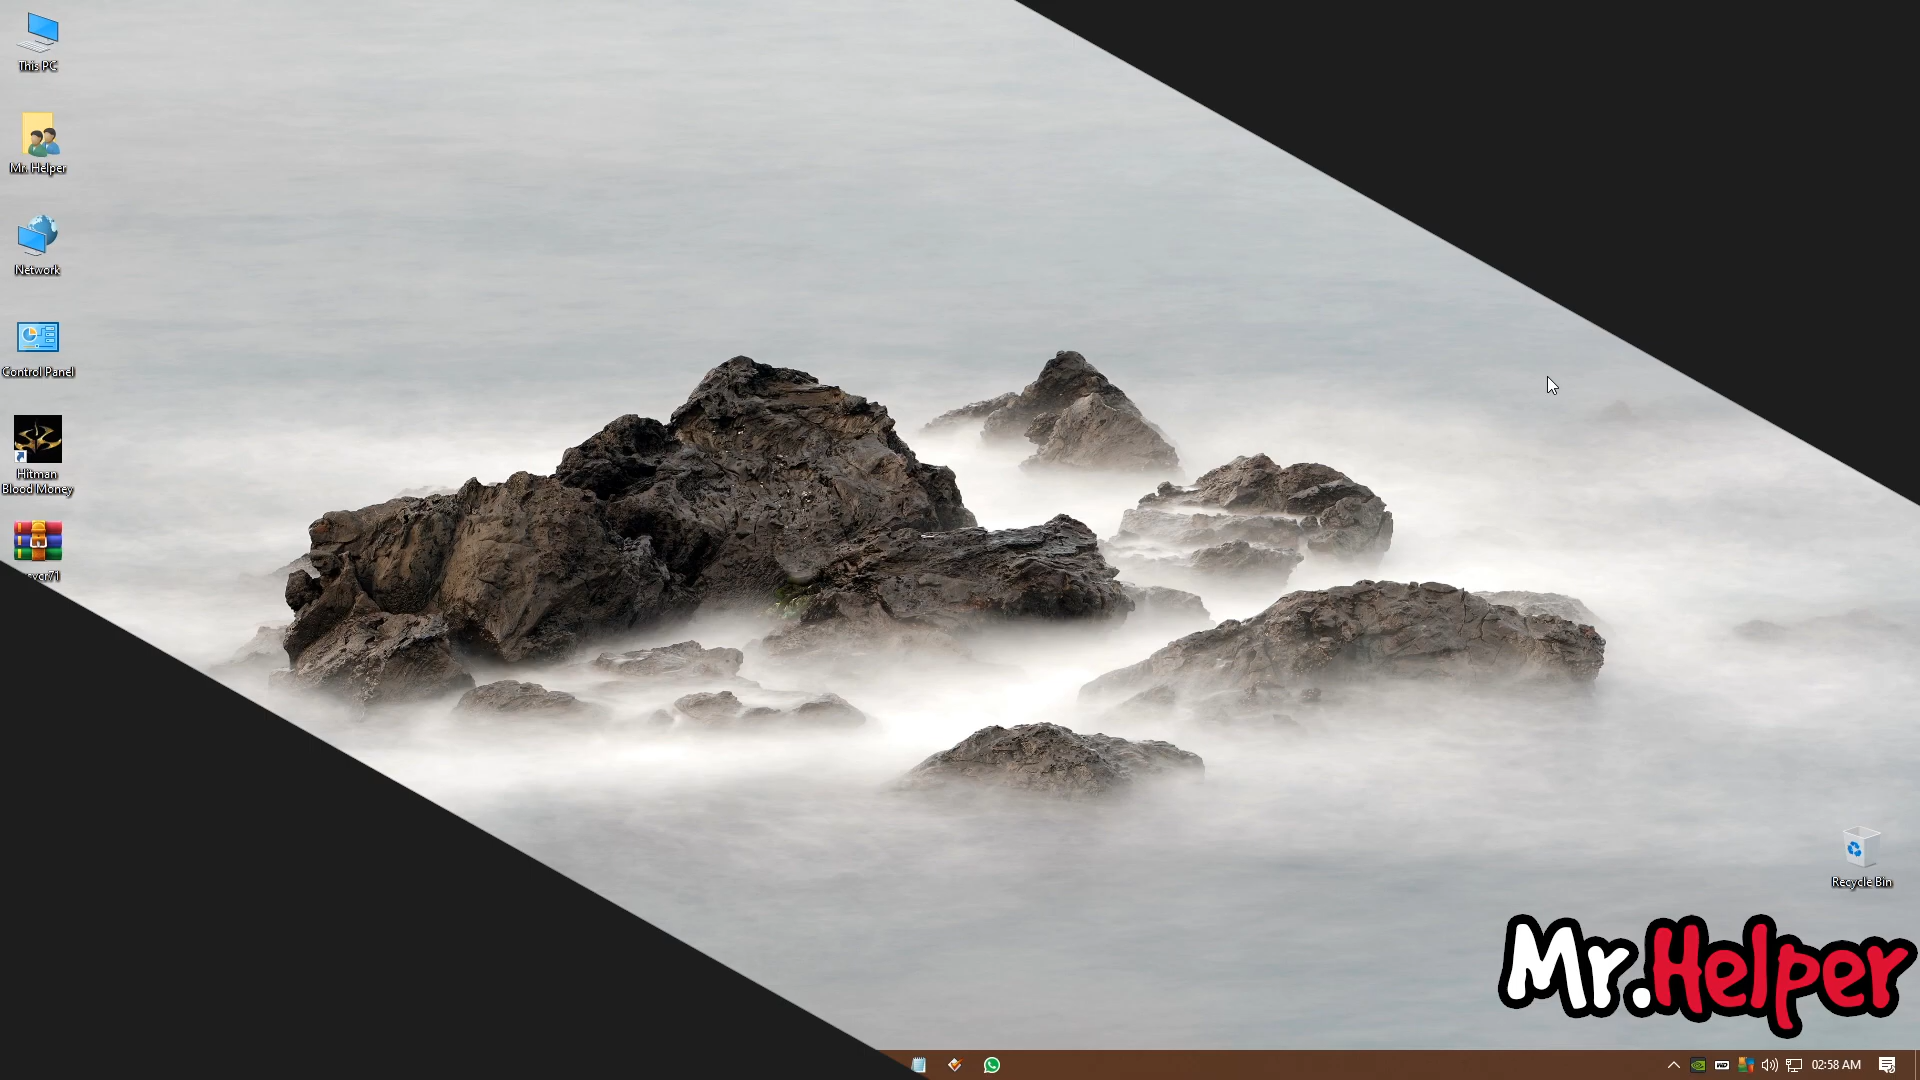 This PC
Mr. Helper
Network
Control Panel
Hitman
Blood Money
Recycle Bin
Mr.Helper
02:58 AM